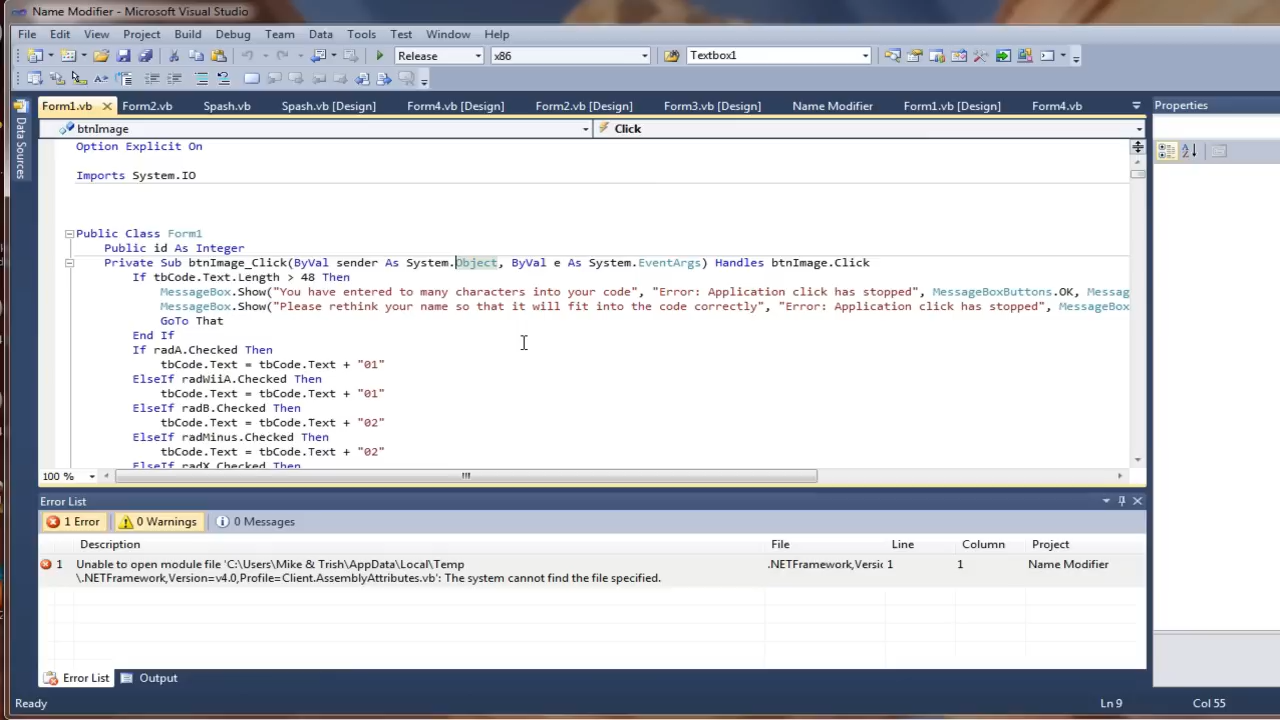 Name Modifier - Microsoft Visual Studio
File Edit View Project Build Debug Team Data Tools Test Window Help
Release x86 Textbox1
Form1.vb Form2.vb Spash.vb Spash.vb [Design] Form4.vb [Design] Form2.vb [Design] Form3.vb [Design] Name Modifier Form1.vb [Design] Form4.vb
Properties
Data Sources
btnImage Click
Option Explicit On
Imports System.IO
Public Class Form1
Public id As Integer
Private Sub btnImage_Click(ByVal sender As System.Object, ByVal e As System.EventArgs) Handles btnImage.Click
If tbCode.Text.Length > 48 Then
MessageBox.Show("You have entered to many characters into your code", "Error: Application click has stopped", MessageBoxButtons.OK, Messag
MessageBox.Show("Please rethink your name so that it will fit into the code correctly", "Error: Application click has stopped", MessageBox
GoTo That
End If
If radA.Checked Then
tbCode.Text = tbCode.Text + "01"
ElseIf radWiiA.Checked Then
tbCode.Text = tbCode.Text + "01"
ElseIf radB.Checked Then
tbCode.Text = tbCode.Text + "02"
ElseIf radMinus.Checked Then
tbCode.Text = tbCode.Text + "02"
ElseIf radX.Checked Then
100 %
Error List
1 Error 0 Warnings 0 Messages
Description File Line Column Project
1 Unable to open module file 'C:\Users\Mike & Trish\AppData\Local\Temp .NETFramework,Versic 1 1 Name Modifier
\.NETFramework,Version=v4.0,Profile=Client.AssemblyAttributes.vb': The system cannot find the file specified.
Error List Output
Ready Ln 9 Col 55